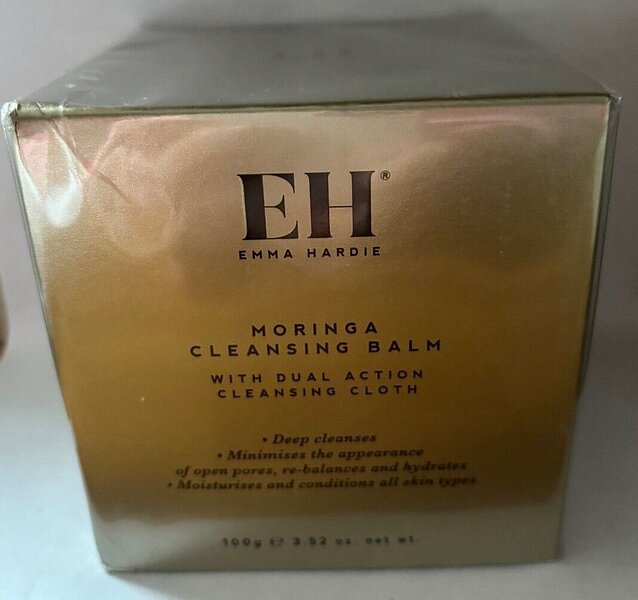 EH®
EMMA HARDIE
MORINGA
CLEANSING BALM
WITH DUAL ACTION
CLEANSING CLOTH
• Deep cleanses
• Minimises the appearance
of open pores, re-balances and hydrates
• Moisturises and conditions all skin types
100g ℮ 3.52 oz. net wt.